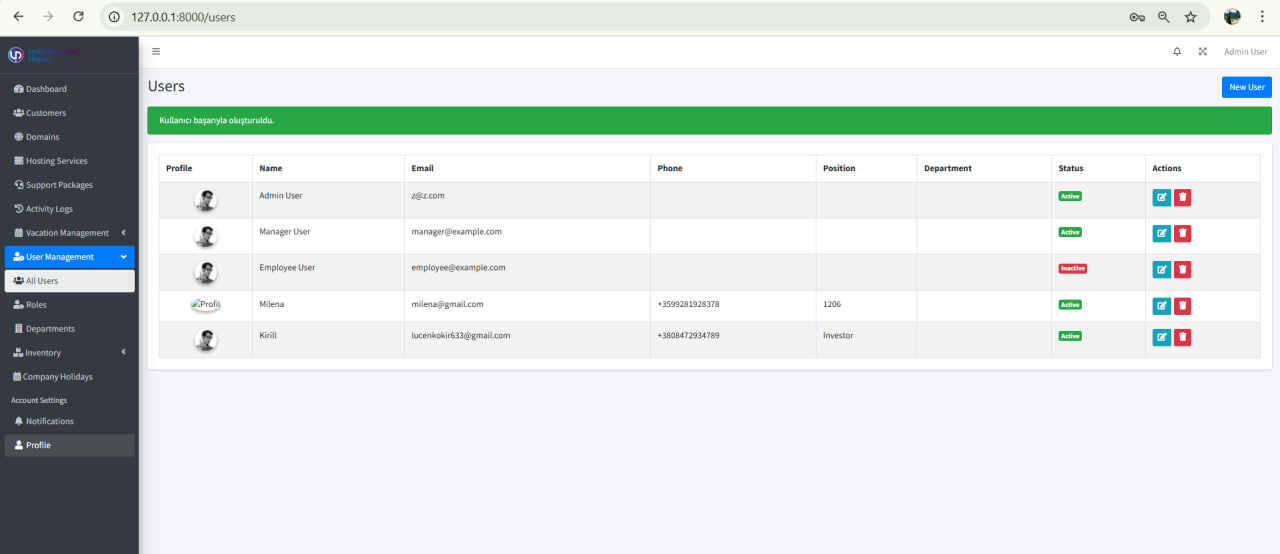 127.0.0.1:8000/users
Admin User
Dashboard
Customers
Domains
Hosting Services
Support Packages
Activity Logs
Vacation Management
User Management
All Users
Roles
Departments
Inventory
Company Holidays
Account Settings
Notifications
Profile
Users
New User
Kullanıcı başarıyla oluşturuldu.
Profile Name Email Phone Position Department Status Actions
Admin User z@z.com Active
Manager User manager@example.com Active
Employee User employee@example.com Inactive
Profil Milena milena@gmail.com +3599281928378 1206 Active
Kirill lucenkokir633@gmail.com +3808472934789 Investor Active